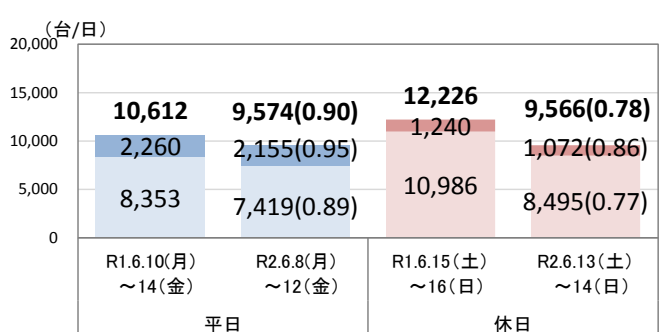 （台/日）
20,000
15,000
10,000
5,000
0
10,612
2,260
8,353
9,574(0.90)
2,155(0.95)
7,419(0.89)
12,226
1,240
10,986
9,566(0.78)
1,072(0.86)
8,495(0.77)
R1.6.10(月)
～14(金)
R2.6.8(月)
～12(金)
R1.6.15(土)
～16(日)
R2.6.13(土)
～14(日)
平日
休日